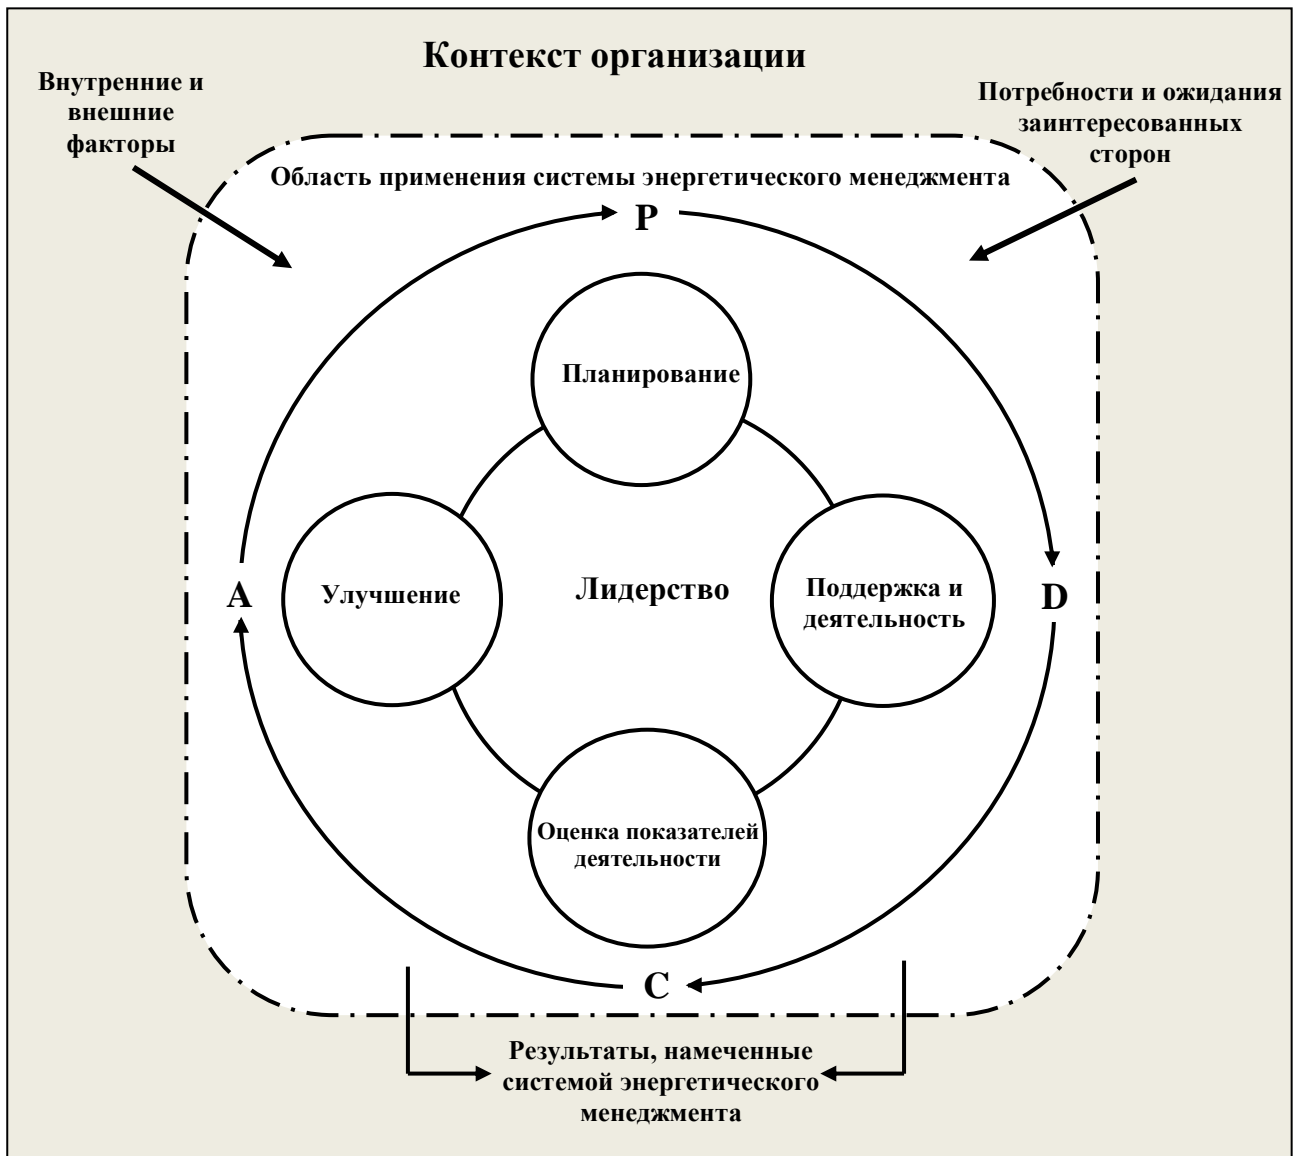 Контекст организации
Внутренние и
внешние
факторы
Потребности и ожидания
заинтересованных
сторон
Область применения системы энергетического менеджмента
P
Планирование
A
Улучшение
Лидерство
Поддержка и
деятельность
D
Оценка показателей
деятельности
C
Результаты, намеченные
системой энергетического
менеджмента